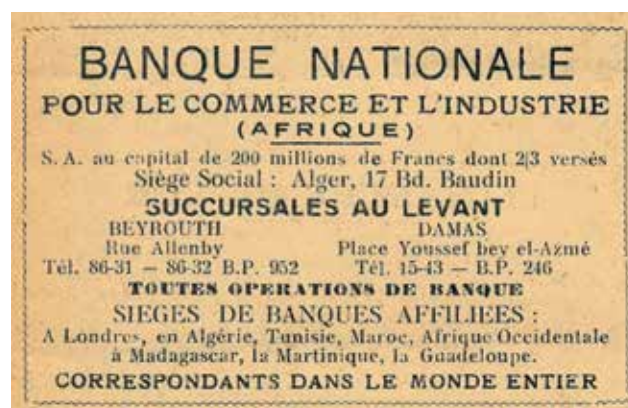 BANQUE NATIONALE
POUR LE COMMERCE ET L'INDUSTRIE
(AFRIQUE)
S. A. au capital de 200 millions de Francs dont 2|3 versés
Siège Social : Alger, 17 Bd. Baudin
SUCCURSALES AU LEVANT
BEYROUTH DAMAS
Rue Allenby Place Youssef bey el-Azmé
Tél. 86-31 — 86-32 B.P. 952 Tél. 15-43 — B.P. 246
TOUTES OPERATIONS DE BANQUE
SIEGES DE BANQUES AFFILIEES :
A Londres, en Algérie, Tunisie, Maroc, Afrique Occidentale
à Madagascar, la Martinique, la Guadeloupe.
CORRESPONDANTS DANS LE MONDE ENTIER